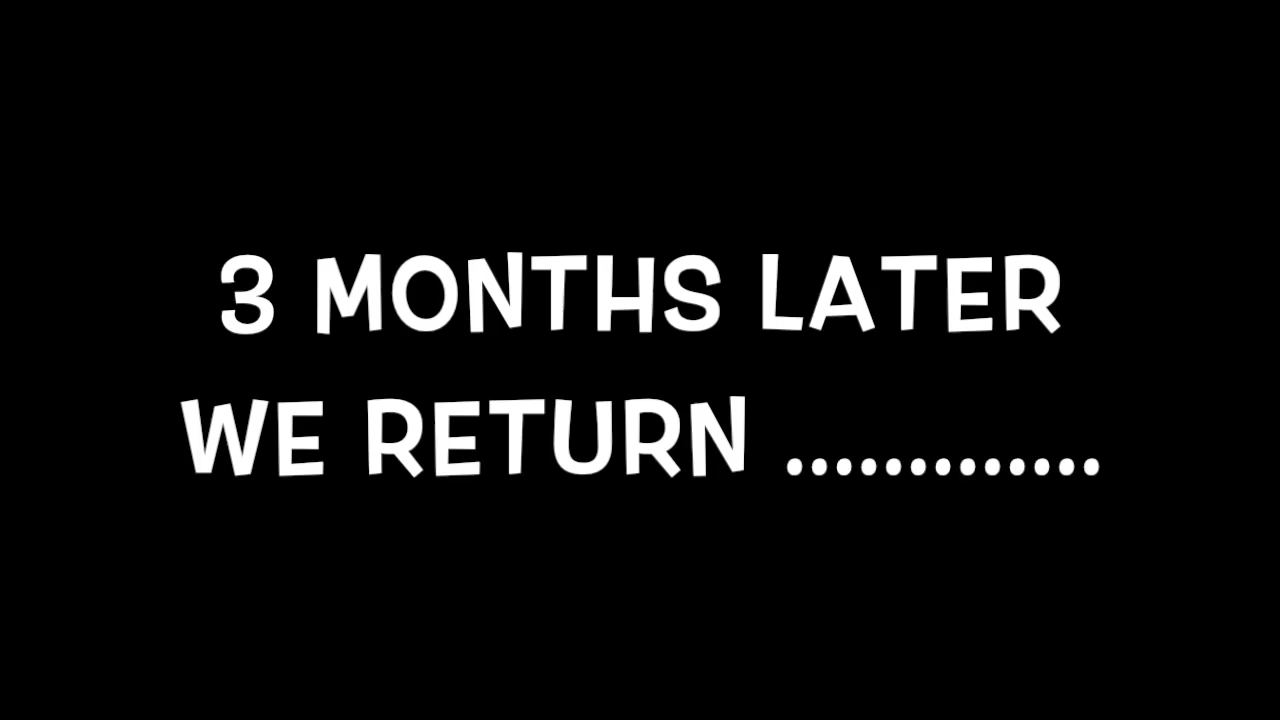 3 MONTHS LATER
WE RETURN .............